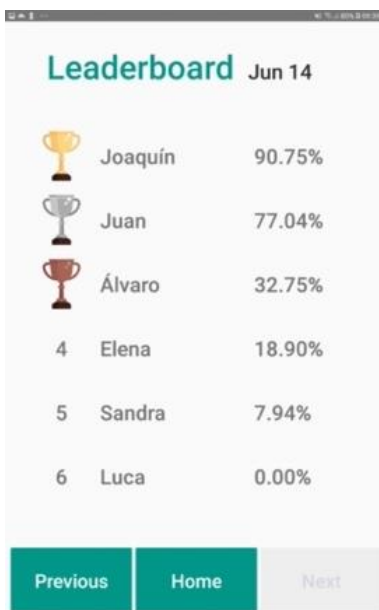 Leaderboard Jun 14
Joaquín 90.75%
Juan 77.04%
Álvaro 32.75%
4 Elena 18.90%
5 Sandra 7.94%
6 Luca 0.00%
Previous Home Next